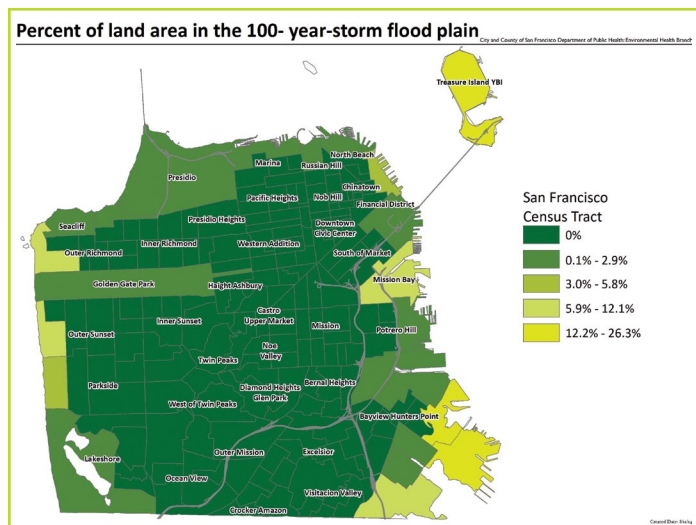 Percent of land area in the 100- year-storm flood plain
City and County of San Francisco Department of Public Health:Environmental Health Branch
Treasure Island YBI
North Beach
Marina
Russian Hill
Presidio
Chinatown
Pacific Heights
Nob Hill
Financial District
San Francisco
Census Tract
0%
0.1% - 2.9%
3.0% - 5.8%
5.9% - 12.1%
12.2% - 26.3%
Seacliff
Presidio Heights
Downtown
Civic Center
Inner Richmond
Western Addition
Outer Richmond
South of Market
Golden Gate Park
Haight Ashbury
Mission Bay
Castro
Upper Market
Inner Sunset
Mission
Outer Sunset
Potrero Hill
Noe
Valley
Twin Peaks
Parkside
Diamond Heights
Glen Park
Bernal Heights
West of Twin Peaks
Bayview Hunters Point
Lakeshore
Outer Mission
Excelsior
Ocean View
Visitacion Valley
Crocker Amazon